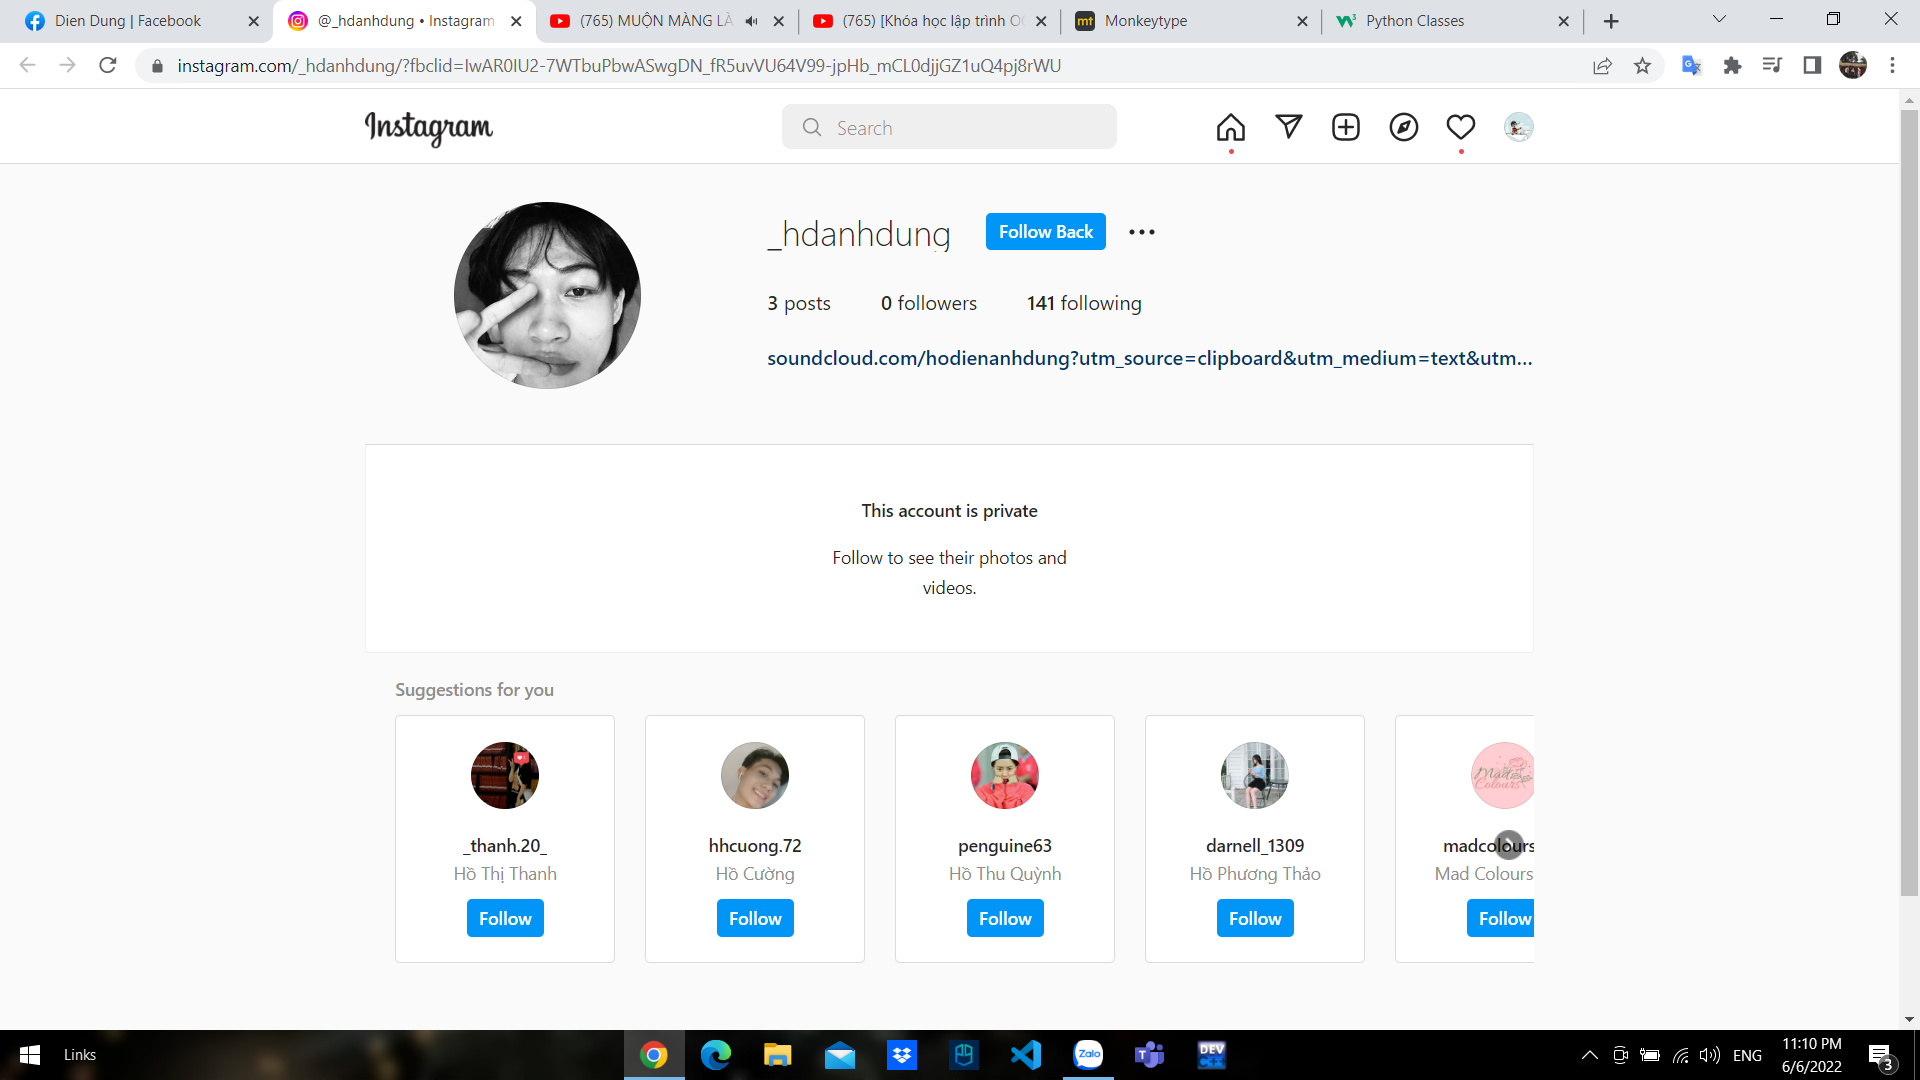 Dien Dung | Facebook
@_hdanhdung • Instagram
(765) MUỘN MÀNG LÀ
(765) [Khóa học lập trình O
Monkeytype
Python Classes
instagram.com/_hdanhdung/?fbclid=IwAR0IU2-7WTbuPbwASwgDN_fR5uvVU64V99-jpHb_mCL0djjGZ1uQ4pj8rWU
Instagram
Search
_hdanhdung
Follow Back
3 posts
0 followers
141 following
soundcloud.com/hodienanhdung?utm_source=clipboard&utm_medium=text&utm...
This account is private
Follow to see their photos and
videos.
Suggestions for you
_thanh.20_
Hồ Thị Thanh
Follow
hhcuong.72
Hồ Cường
Follow
penguine63
Hồ Thu Quỳnh
Follow
darnell_1309
Hồ Phương Thảo
Follow
Mad
Colours
madcolours
Mad Colours
Follow
Links
Zalo
DEV
C++
ENG
11:10 PM
6/6/2022
3